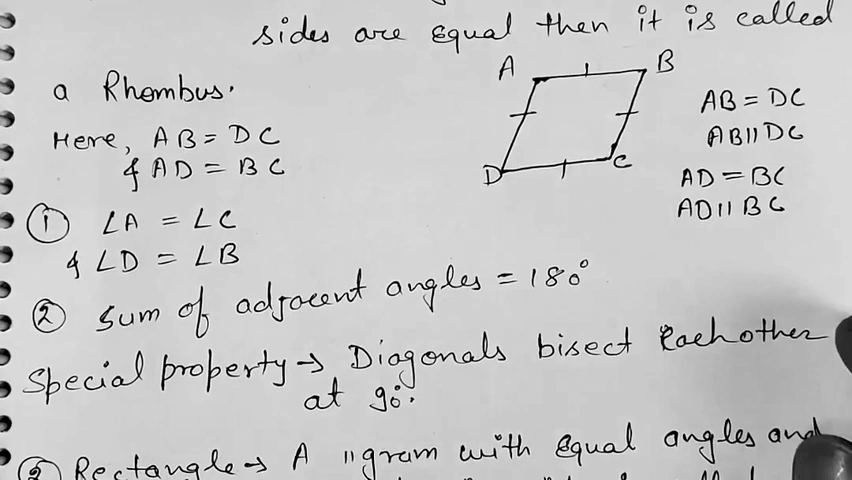 sides are equal then it is called
a Rhombus.
Here, AB = DC
& AD = BC
A
B
D
C
AB = DC
AB || DC
AD = BC
AD || BC
① ∠A = ∠C
& ∠D = ∠B
② Sum of adjacent angles = 180°
Special property → Diagonals bisect Each other
at 90°.
Rectangle → A ||gram with equal angles and